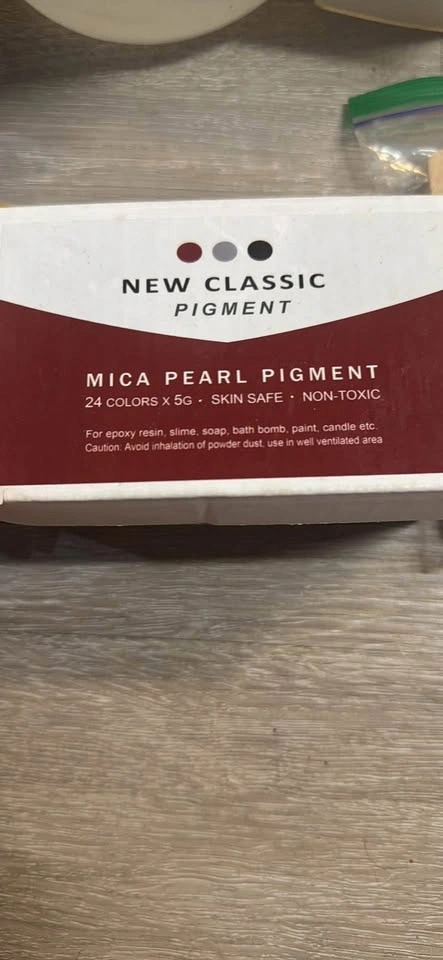 NEW CLASSIC
PIGMENT
MICA PEARL PIGMENT
24 COLORS X 5G · SKIN SAFE · NON-TOXIC
For epoxy resin, slime, soap, bath bomb, paint, candle etc.
Caution: Avoid inhalation of powder dust, use in well ventilated area